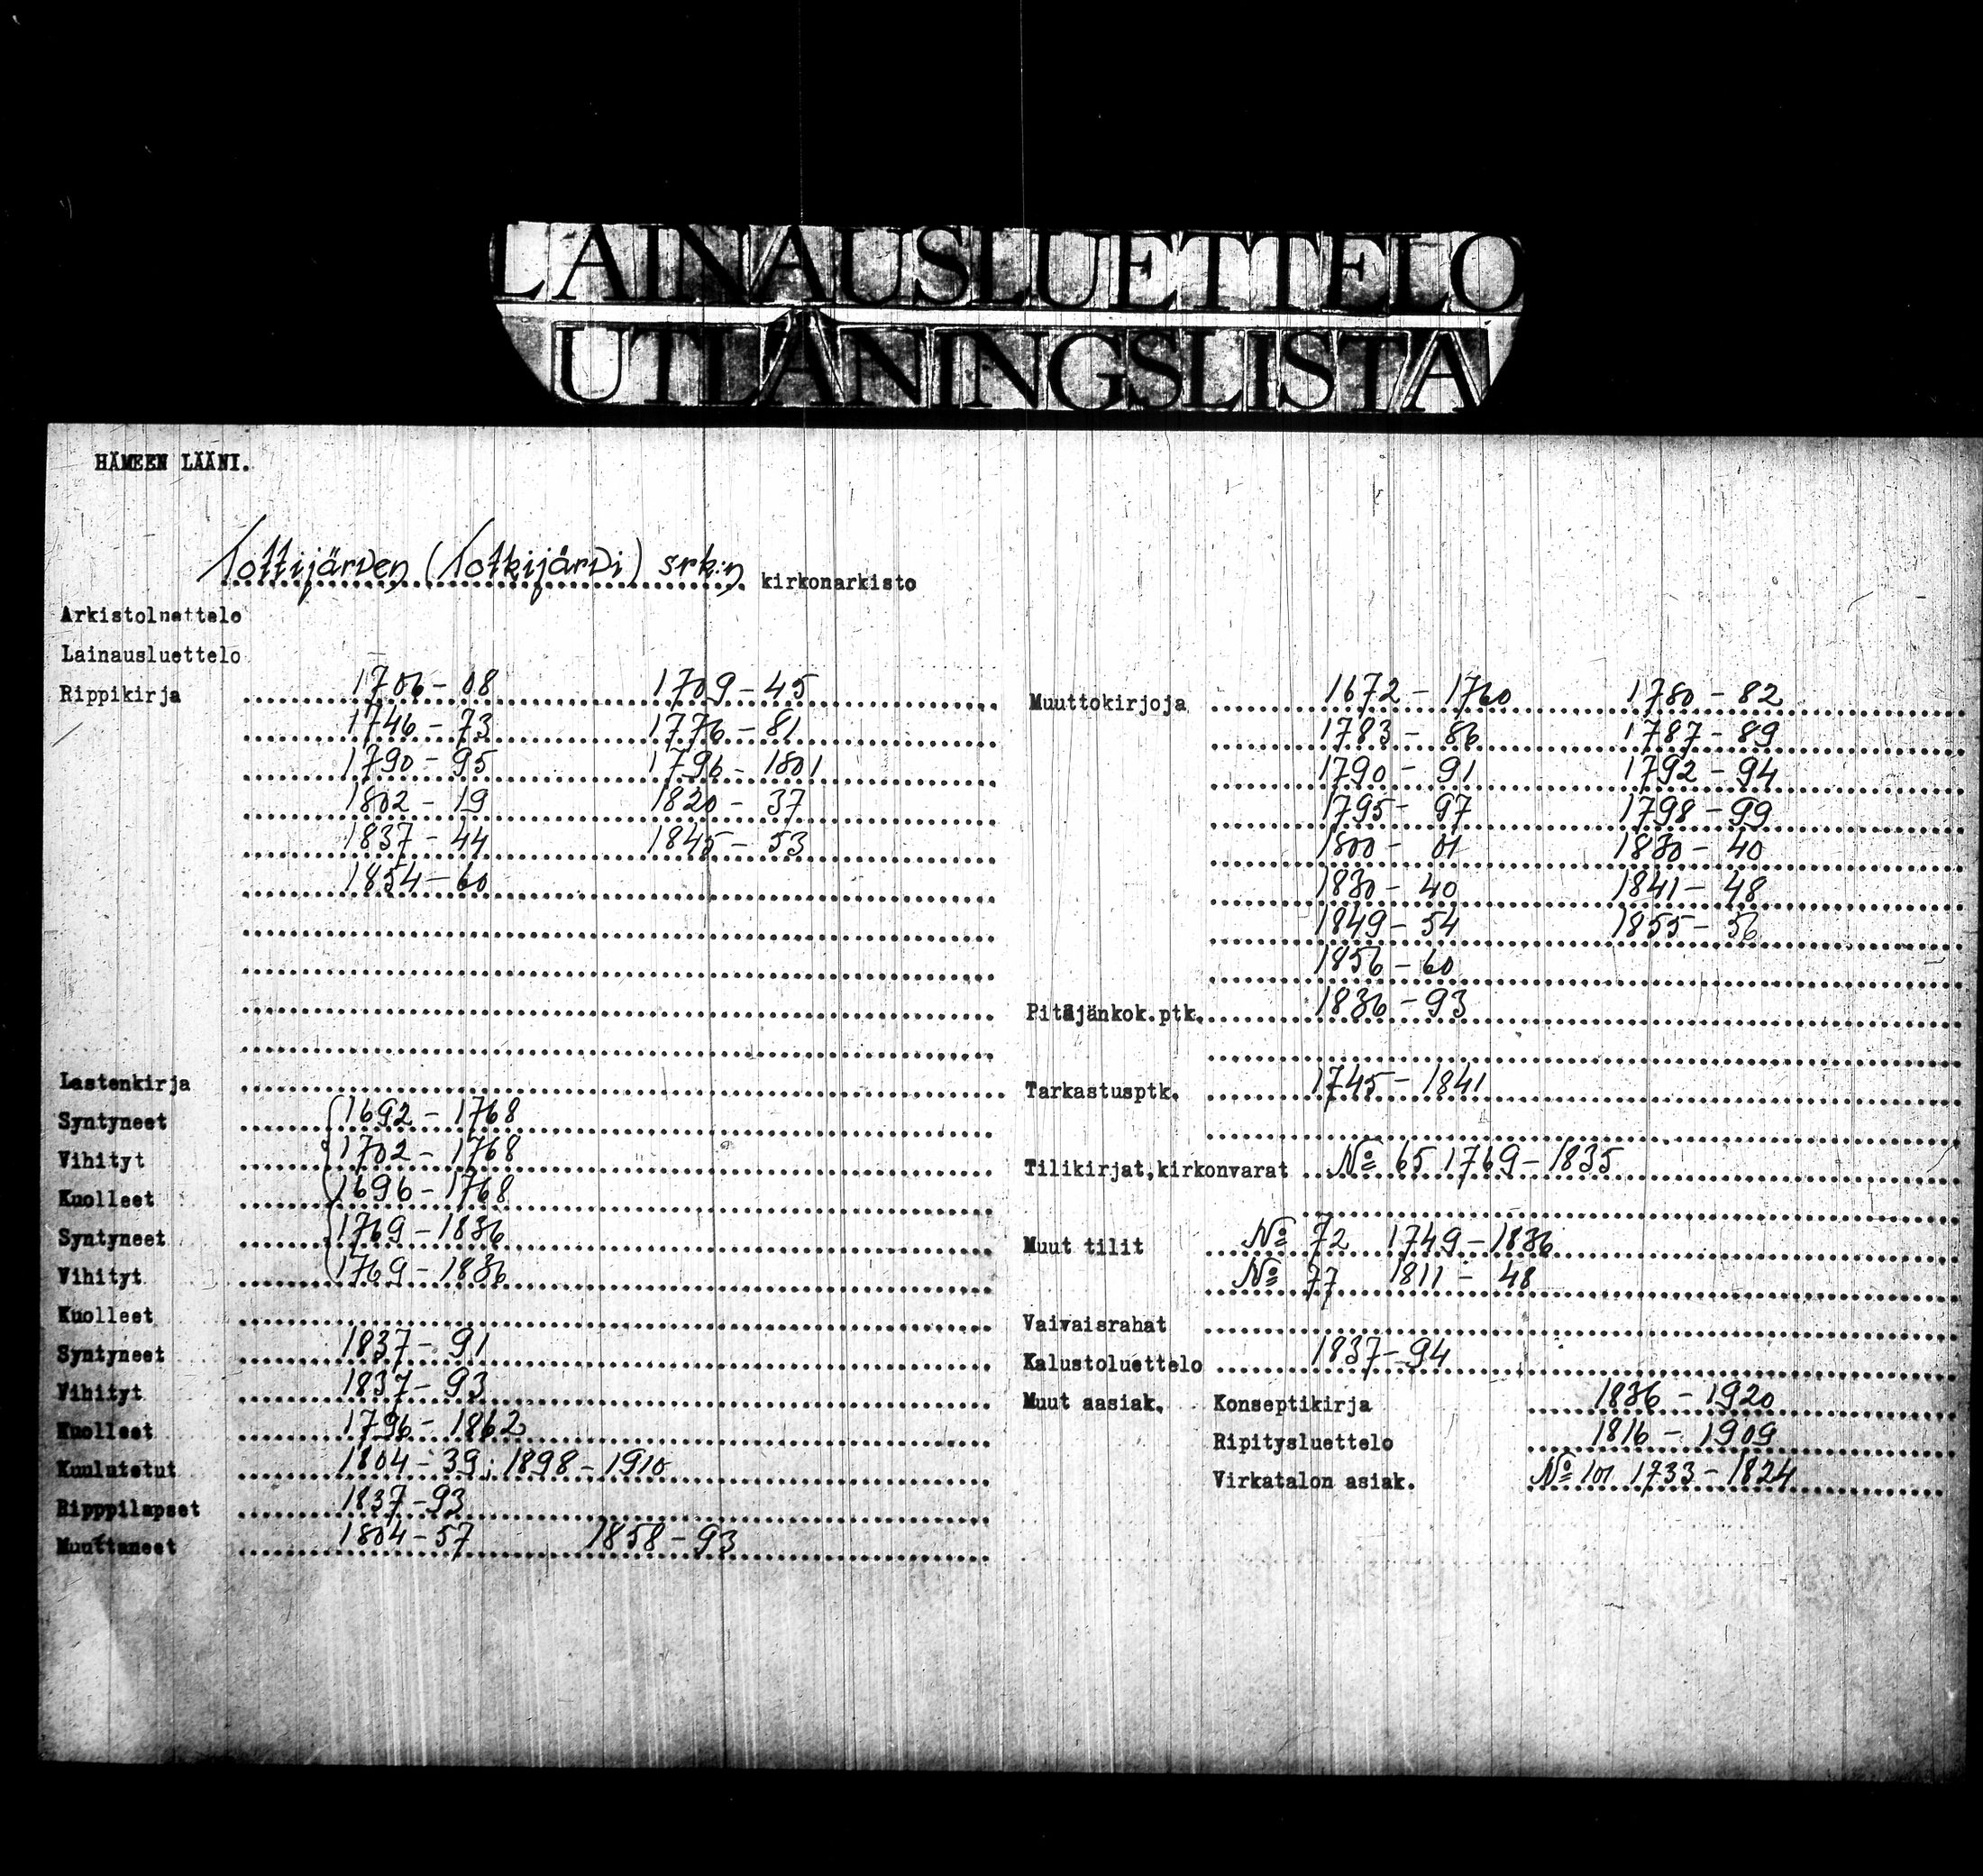 LAINAUSLUETTELO
UTLÅNINGSLISTA
HÄMEEN LÄÄNI.
Tottijärven (Totkijärvi) srk:n kirkonarkisto
Arkistoluettelo
Lainausluettelo
Rippikirja 1706-08 1709-45
1746-73 1776-81
1790-95 1796-1801
1802-19 1820-37
1837-44 1845-53
1854-60
Lastenkirja
Syntyneet 1692-1768
Vihityt 1702-1768
Kuolleet 1696-1768
Syntyneet 1769-1836
Vihityt 1769-1836
Kuolleet
Syntyneet 1837-91
Vihityt 1837-93
Kuolleet 1796-1862
Kuulutetut 1804-39; 1898-1910
Ripppilapset 1837-93
Muuttaneet 1804-57 1858-93
Muuttokirjoja 1672-1760 1780-82
1783-86 1787-89
1790-91 1792-94
1795-97 1798-99
1800-01 1830-40
1830-40 1841-48
1849-54 1855-56
1856-60
Pitäjänkok.ptk. 1836-93
Tarkastusptk. 1745-1841
Tilikirjat,kirkonvarat № 65 1769-1835
Muut tilit № 72 1749-1836
№ 77 1811-48
Vaivaisrahat
Kalustoluettelo 1837-94
Muut aasiak. Konseptikirja 1836-1920
Ripitysluettelo 1816-1909
Virkatalon asiak. № 101 1733-1824